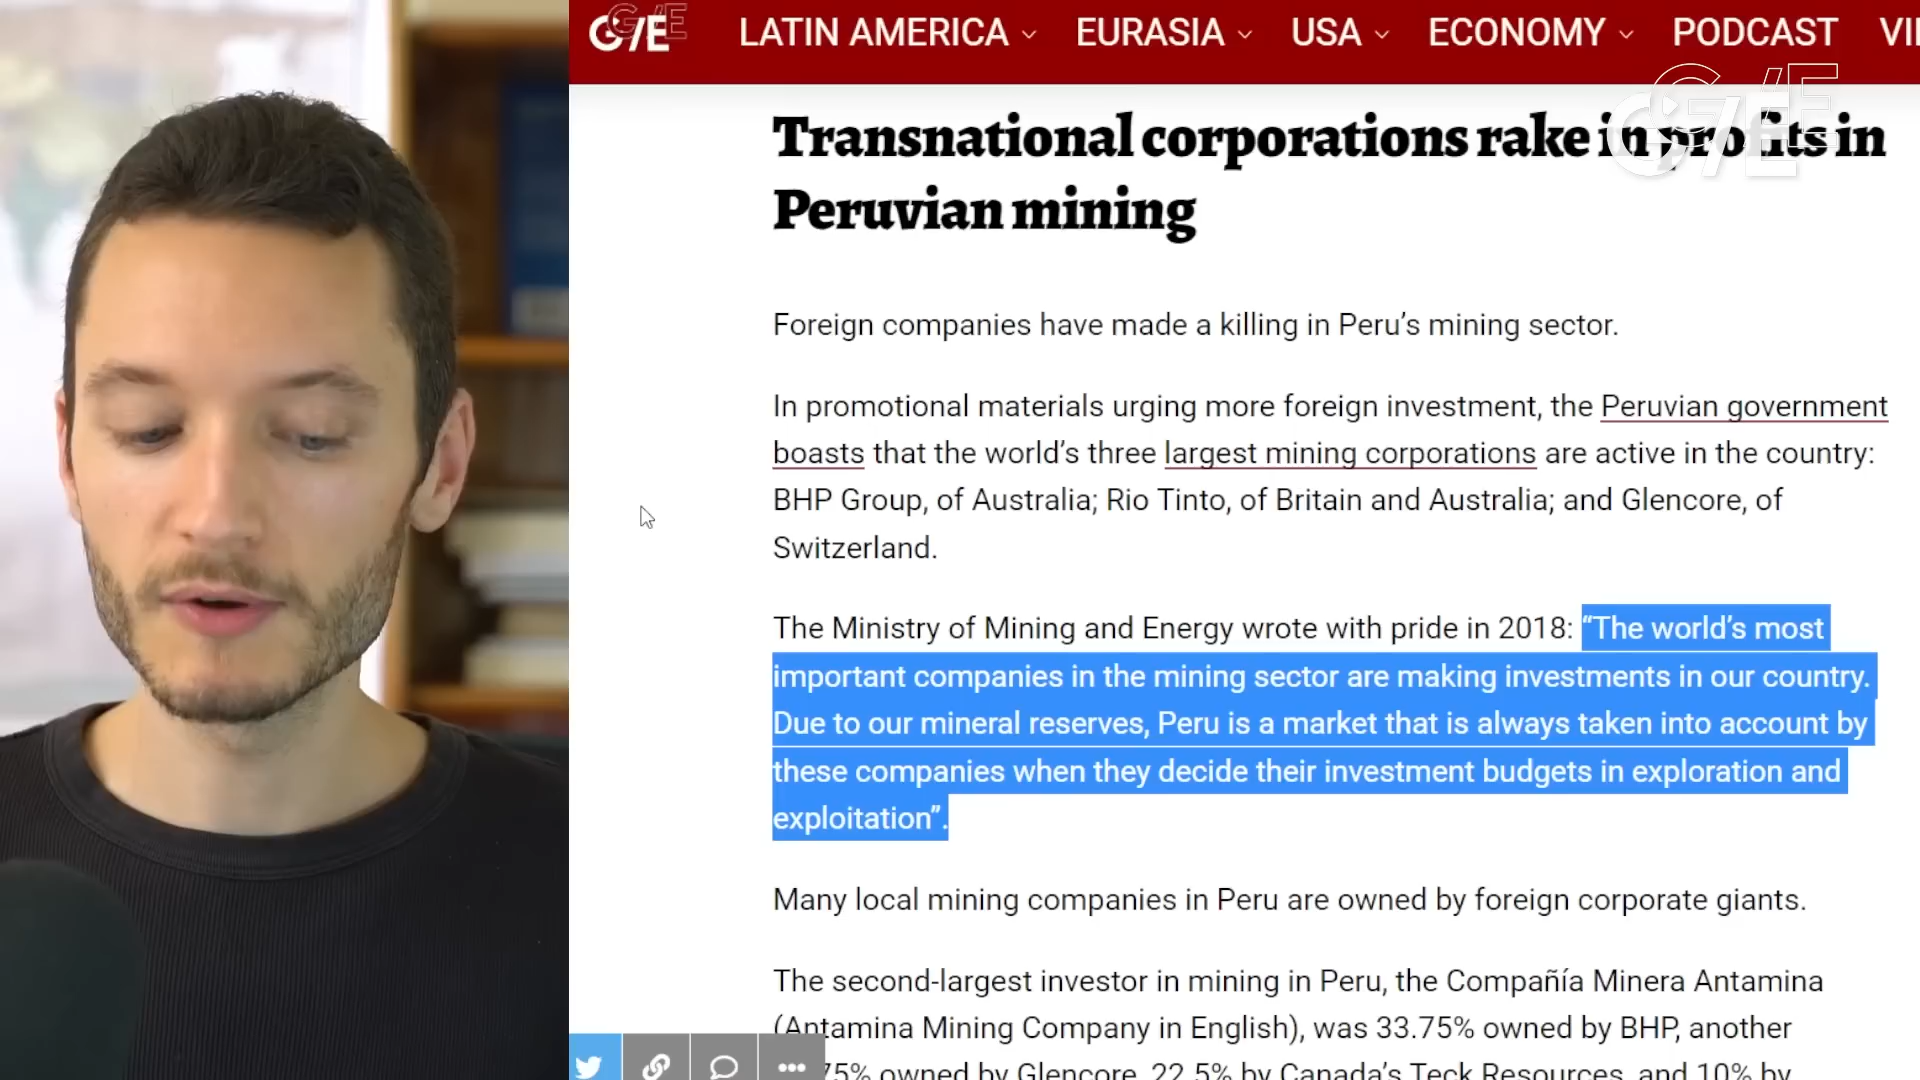 G/E LATIN AMERICA EURASIA USA ECONOMY PODCAST VI
G/E
Transnational corporations rake in profits in
Peruvian mining
Foreign companies have made a killing in Peru’s mining sector.
In promotional materials urging more foreign investment, the Peruvian government
boasts that the world’s three largest mining corporations are active in the country:
BHP Group, of Australia; Rio Tinto, of Britain and Australia; and Glencore, of
Switzerland.
The Ministry of Mining and Energy wrote with pride in 2018: “The world’s most
important companies in the mining sector are making investments in our country.
Due to our mineral reserves, Peru is a market that is always taken into account by
these companies when they decide their investment budgets in exploration and
exploitation”.
Many local mining companies in Peru are owned by foreign corporate giants.
The second-largest investor in mining in Peru, the Compañía Minera Antamina
(Antamina Mining Company in English), was 33.75% owned by BHP, another
75% owned by Glencore, 22.5% by Canada’s Teck Resources, and 10% by